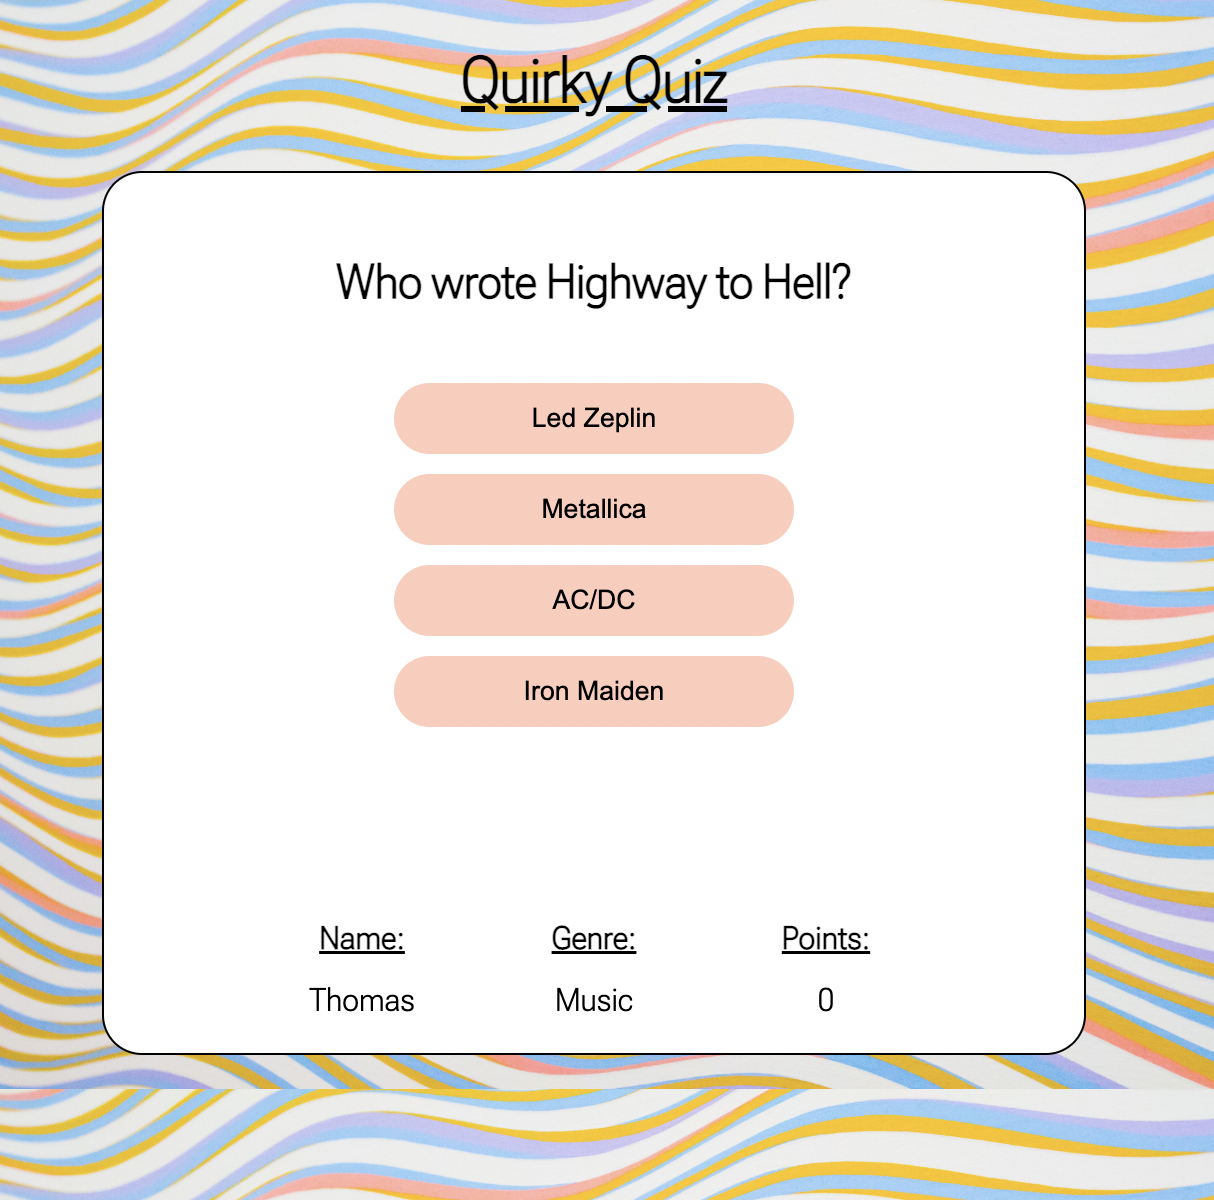 Quirky Quiz
Who wrote Highway to Hell?
Led Zeplin
Metallica
AC/DC
Iron Maiden
Name: Genre: Points:
Thomas Music 0